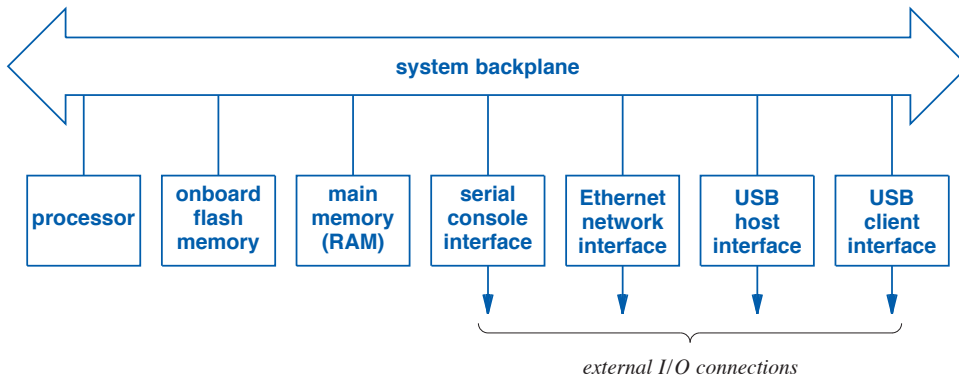 system backplane
processor
onboard
flash
memory
main
memory
(RAM)
serial
console
interface
Ethernet
network
interface
USB
host
interface
USB
client
interface
external I/O connections